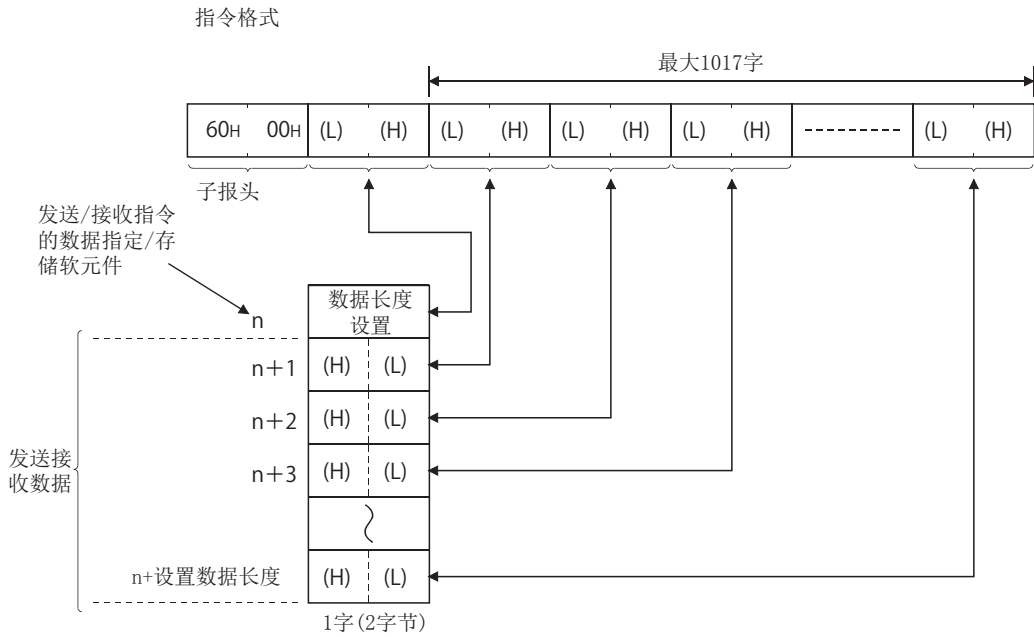 指令格式
最大1017字
60H 00H (L) (H) (L) (H) (L) (H) (L) (H) (L) (H)
子报头
发送/接收指令
的数据指定/存
储软元件
数据长度
设置
n
n+1 (H) (L)
n+2 (H) (L)
n+3 (H) (L)
发送接
收数据
n+设置数据长度 (H) (L)
1字(2字节)